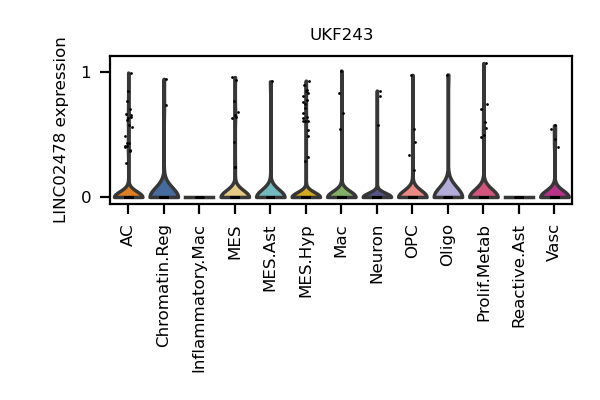 UKF243
LINC02478 expression
1
0
AC
Chromatin.Reg
Inflammatory.Mac
MES
MES.Ast
MES.Hyp
Mac
Neuron
OPC
Oligo
Prolif.Metab
Reactive.Ast
Vasc